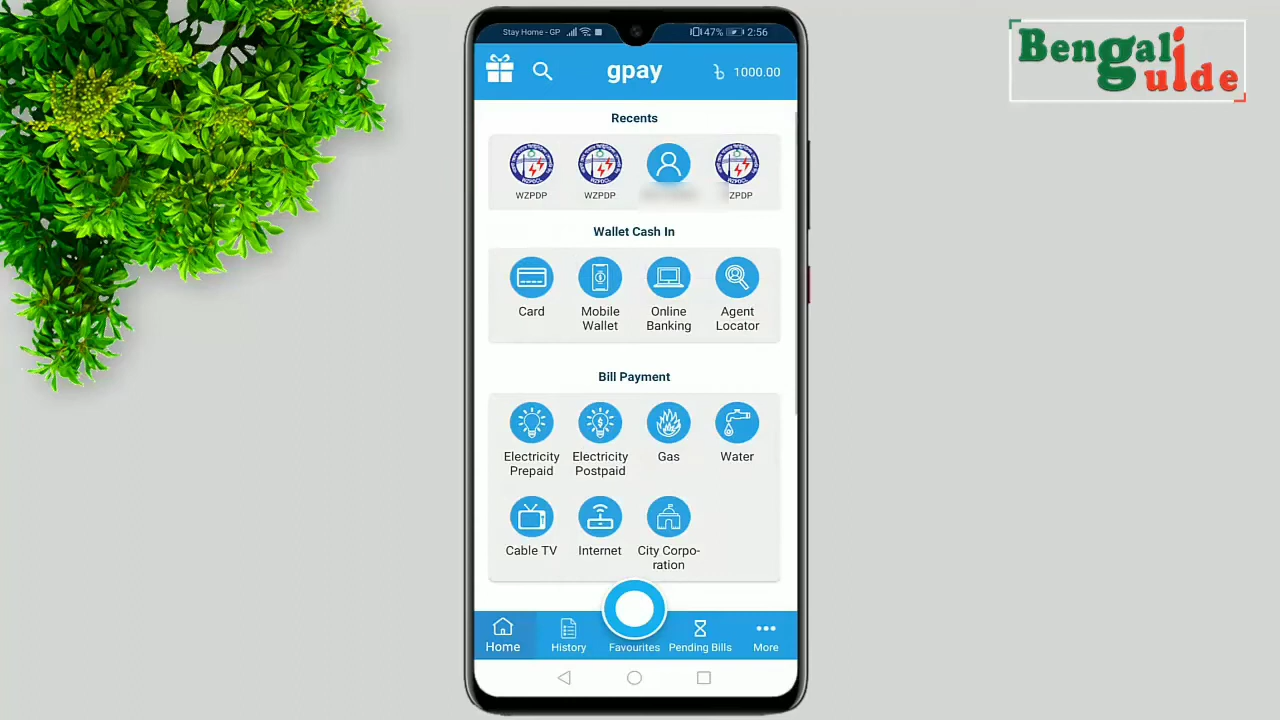 Stay Home - GP 47% 2:56
Bengali
Guide
gpay ৳ 1000.00
Recents
WZPDP WZPDP ZPDP
Wallet Cash In
Card Mobile Online Agent
Wallet Banking Locator
Bill Payment
Electricity Electricity Gas Water
Prepaid Postpaid
Cable TV Internet City Corpo-
ration
Home History Favourites Pending Bills More